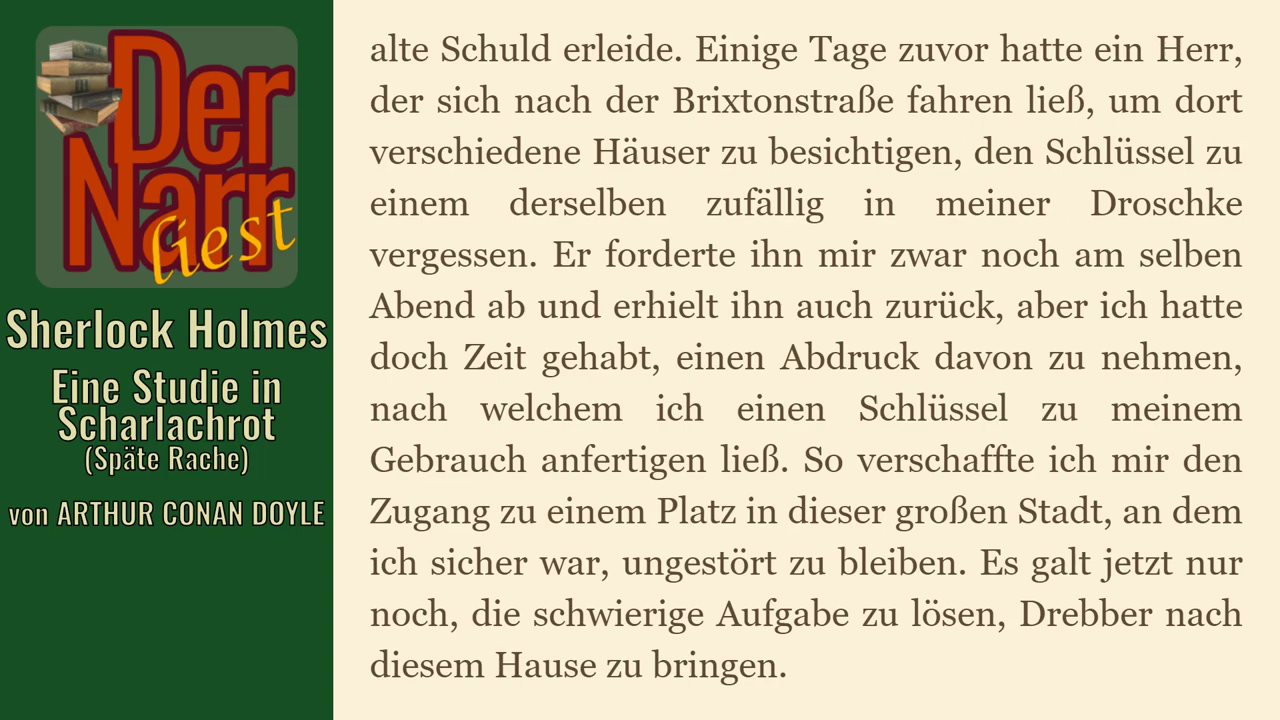 Der
Narr
liest
Sherlock Holmes
Eine Studie in
Scharlachrot
(Späte Rache)
von ARTHUR CONAN DOYLE
alte Schuld erleide. Einige Tage zuvor hatte ein Herr,
der sich nach der Brixtonstraße fahren ließ, um dort
verschiedene Häuser zu besichtigen, den Schlüssel zu
einem derselben zufällig in meiner Droschke
vergessen. Er forderte ihn mir zwar noch am selben
Abend ab und erhielt ihn auch zurück, aber ich hatte
doch Zeit gehabt, einen Abdruck davon zu nehmen,
nach welchem ich einen Schlüssel zu meinem
Gebrauch anfertigen ließ. So verschaffte ich mir den
Zugang zu einem Platz in dieser großen Stadt, an dem
ich sicher war, ungestört zu bleiben. Es galt jetzt nur
noch, die schwierige Aufgabe zu lösen, Drebber nach
diesem Hause zu bringen.